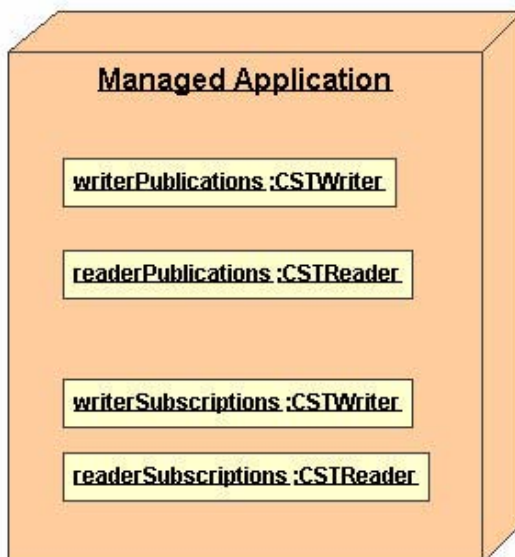 Managed Application
writerPublications :CSTWriter
readerPublications :CSTReader
writerSubscriptions :CSTWriter
readerSubscriptions :CSTReader